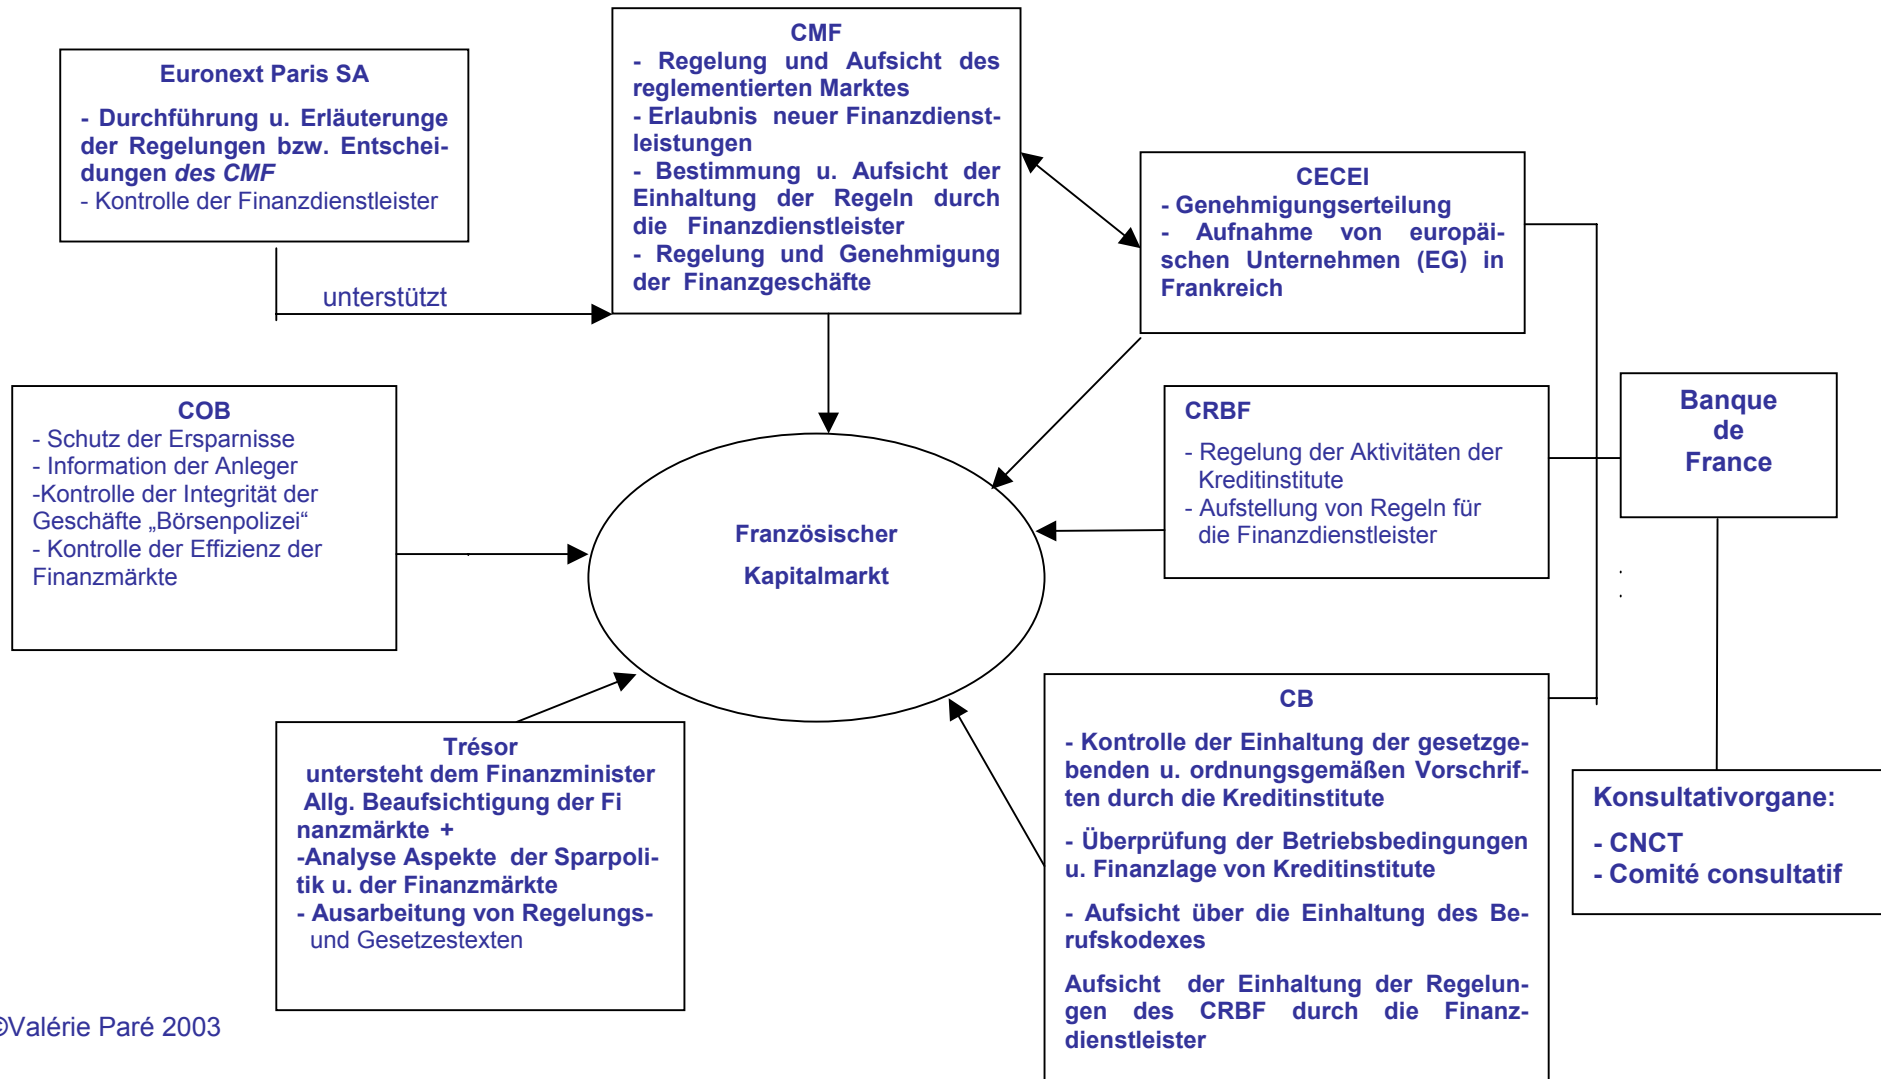 Euronext Paris SA
- Durchführung u. Erläuterunge
der Regelungen bzw. Entschei-
dungen des CMF
- Kontrolle der Finanzdienstleister
CMF
- Regelung und Aufsicht des
reglementierten Marktes
- Erlaubnis neuer Finanzdienst-
leistungen
- Bestimmung u. Aufsicht der
Einhaltung der Regeln durch
die Finanzdienstleister
- Regelung und Genehmigung
der Finanzgeschäfte
CECEI
- Genehmigungserteilung
- Aufnahme von europäi-
schen Unternehmen (EG) in
Frankreich
unterstützt
COB
- Schutz der Ersparnisse
- Information der Anleger
-Kontrolle der Integrität der
Geschäfte „Börsenpolizei“
- Kontrolle der Effizienz der
Finanzmärkte
CRBF
- Regelung der Aktivitäten der
Kreditinstitute
- Aufstellung von Regeln für
die Finanzdienstleister
Banque
de
France
Französischer
Kapitalmarkt
Trésor
untersteht dem Finanzminister
Allg. Beaufsichtigung der Fi
nanzmärkte +
-Analyse Aspekte der Sparpoli-
tik u. der Finanzmärkte
- Ausarbeitung von Regelungs-
und Gesetzestexten
CB
- Kontrolle der Einhaltung der gesetzge-
benden u. ordnungsgemäßen Vorschrif-
ten durch die Kreditinstitute
- Überprüfung der Betriebsbedingungen
u. Finanzlage von Kreditinstitute
- Aufsicht über die Einhaltung des Be-
rufskodexes
Aufsicht der Einhaltung der Regelun-
gen des CRBF durch die Finanz-
dienstleister
Konsultativorgane:
- CNCT
- Comité consultatif
©Valérie Paré 2003